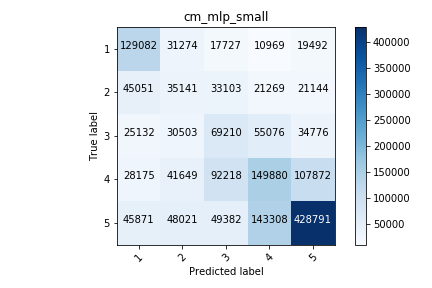 cm_mlp_small
1 129082 31274 17727 10969 19492
2 45051 35141 33103 21269 21144
3 25132 30503 69210 55076 34776
4 28175 41649 92218 149880 107872
5 45871 48021 49382 143308 428791
1 2 3 4 5
True label
Predicted label
400000
350000
300000
250000
200000
150000
100000
50000